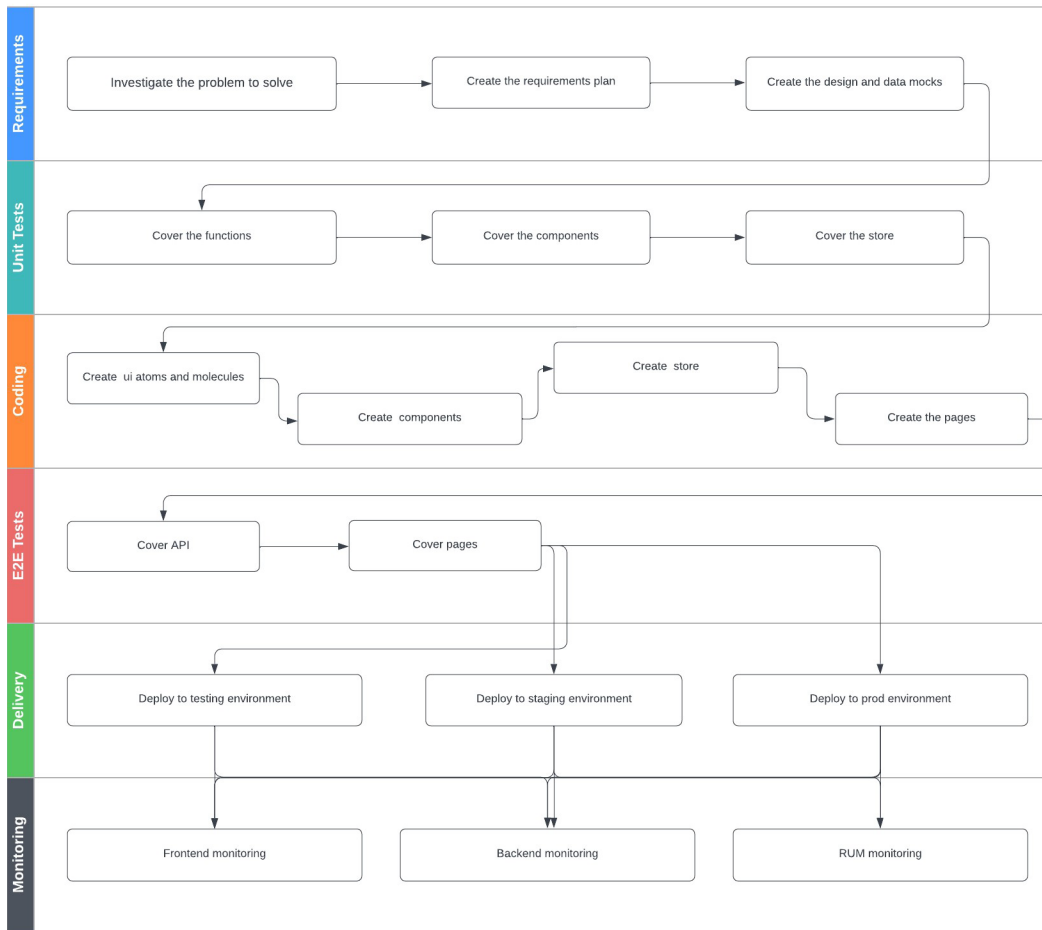 Requirements
Investigate the problem to solve
Create the requirements plan
Create the design and data mocks
Unit Tests
Cover the functions
Cover the components
Cover the store
Coding
Create ui atoms and molecules
Create components
Create store
Create the pages
E2E Tests
Cover API
Cover pages
Delivery
Deploy to testing environment
Deploy to staging environment
Deploy to prod environment
Monitoring
Frontend monitoring
Backend monitoring
RUM monitoring